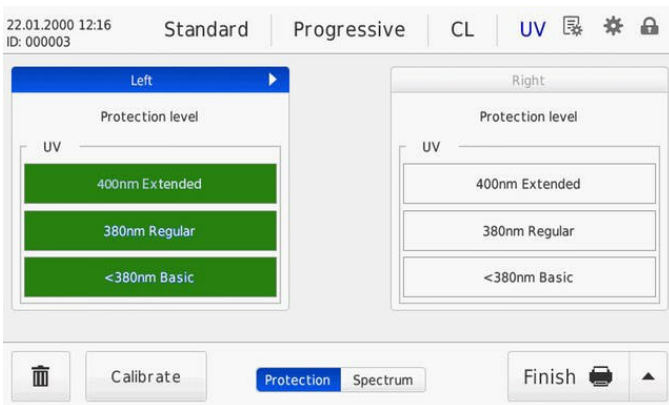 22.01.2000 12:16
ID: 000003
Standard
Progressive
CL
UV
Left
Protection level
UV
400nm Extended
380nm Regular
<380nm Basic
Right
Protection level
UV
400nm Extended
380nm Regular
<380nm Basic
Calibrate
Protection
Spectrum
Finish